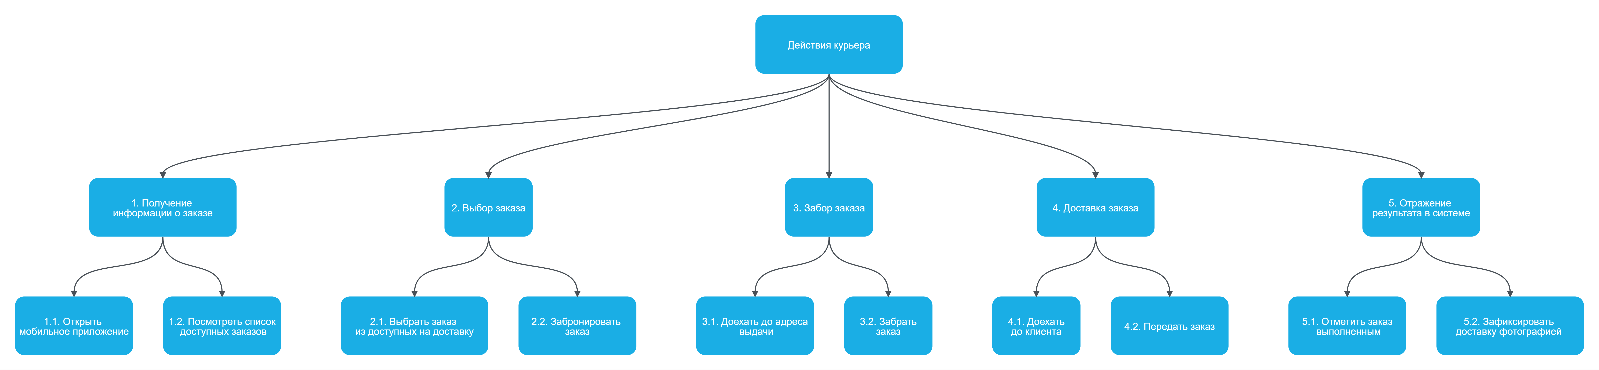 Действия курьера
1. Получение
информации о заказе
2. Выбор заказа
3. Забор заказа
4. Доставка заказа
5. Отражение
результата в системе
1.1. Открыть
мобильное приложение
1.2. Посмотреть список
доступных заказов
2.1. Выбрать заказ
из доступных на доставку
2.2. Забронировать
заказ
3.1. Доехать до адреса
выдачи
3.2. Забрать
заказ
4.1. Доехать
до клиента
4.2. Передать заказ
5.1. Отметить заказ
выполненным
5.2. Зафиксировать
доставку фотографией